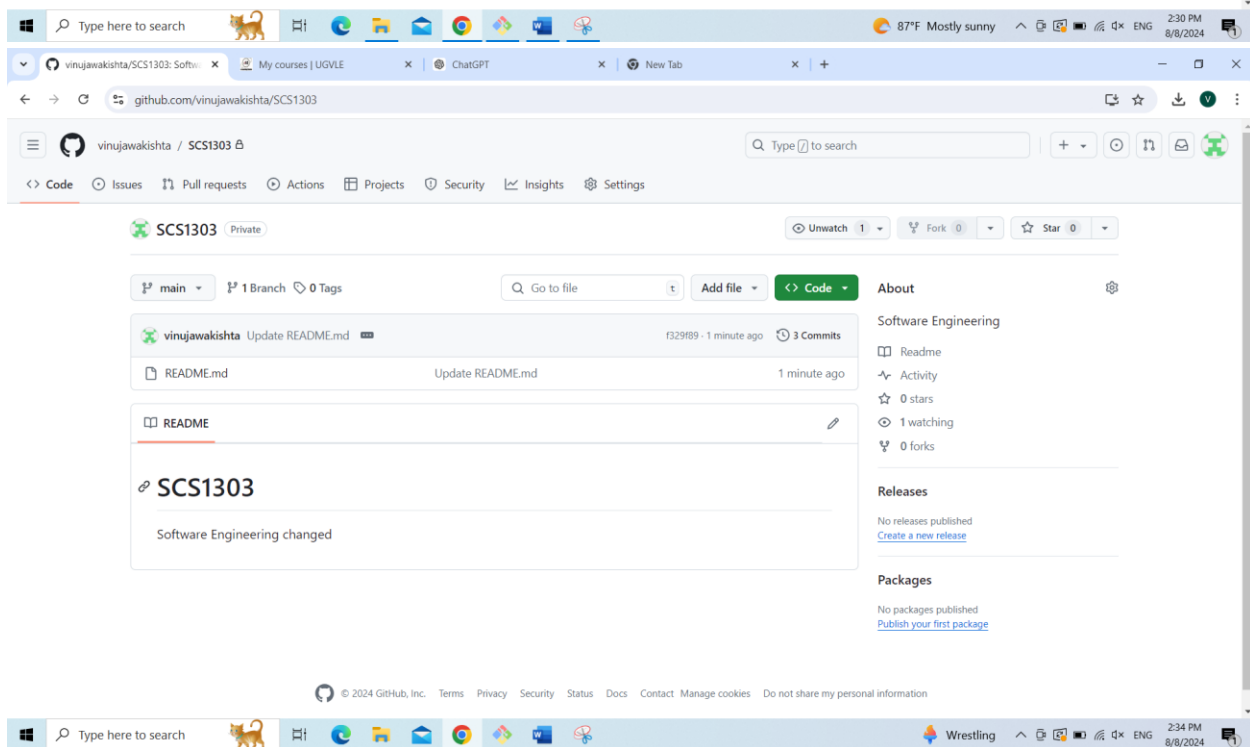 Type here to search
87°F Mostly sunny
ENG
2:30 PM
8/8/2024
1
vinujawakishta/SCS1303: Softw
My courses | UGVLE
ChatGPT
New Tab
github.com/vinujawakishta/SCS1303
V
vinujawakishta / SCS1303
Type / to search
Code
Issues
Pull requests
Actions
Projects
Security
Insights
Settings
SCS1303 Private
Unwatch 1
Fork 0
Star 0
main
1 Branch
0 Tags
Go to file
t
Add file
<> Code
About
Software Engineering
vinujawakishta Update README.md
f329f89 · 1 minute ago
3 Commits
README.md
Update README.md
1 minute ago
Readme
Activity
0 stars
1 watching
0 forks
README
SCS1303
Software Engineering changed
Releases
No releases published
Create a new release
Packages
No packages published
Publish your first package
© 2024 GitHub, Inc. Terms Privacy Security Status Docs Contact Manage cookies Do not share my personal information
Type here to search
Wrestling
ENG
2:34 PM
8/8/2024
1